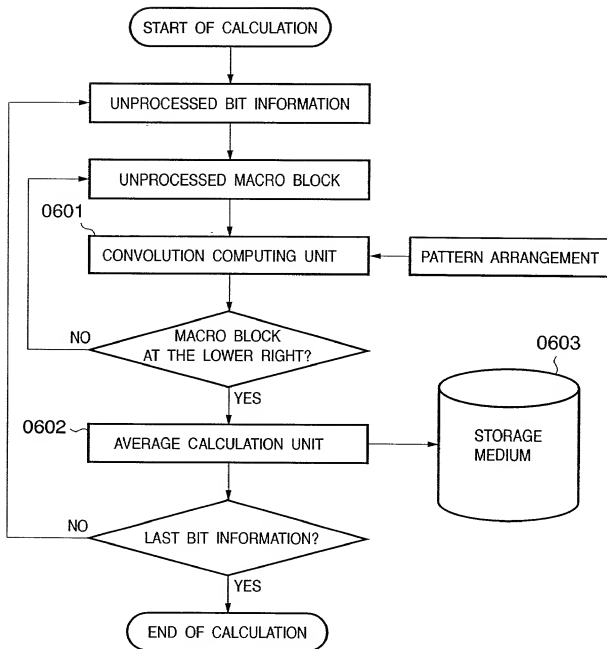 START OF CALCULATION
UNPROCESSED BIT INFORMATION
UNPROCESSED MACRO BLOCK
0601
CONVOLUTION COMPUTING UNIT
PATTERN ARRANGEMENT
NO
MACRO BLOCK
AT THE LOWER RIGHT?
YES
0603
0602
AVERAGE CALCULATION UNIT
STORAGE
MEDIUM
NO
LAST BIT INFORMATION?
YES
END OF CALCULATION